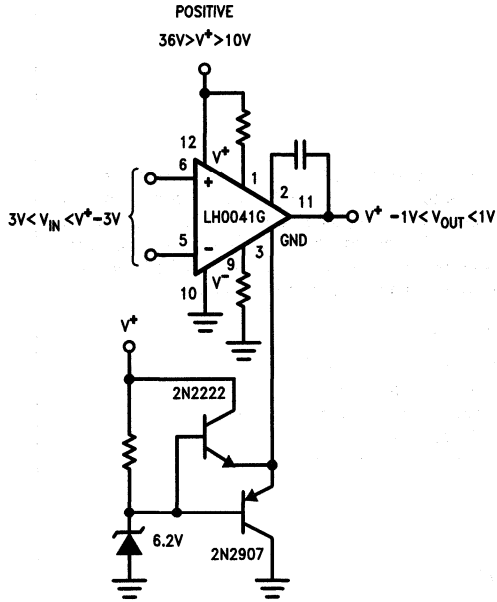 POSITIVE
36V>V+>10V
12
V+
6
+
1
2
11
3V< VIN <V+-3V
LH0041G
V+ -1V< VOUT <1V
5
-
GND
3
9
V-
10
V+
2N2222
6.2V
2N2907